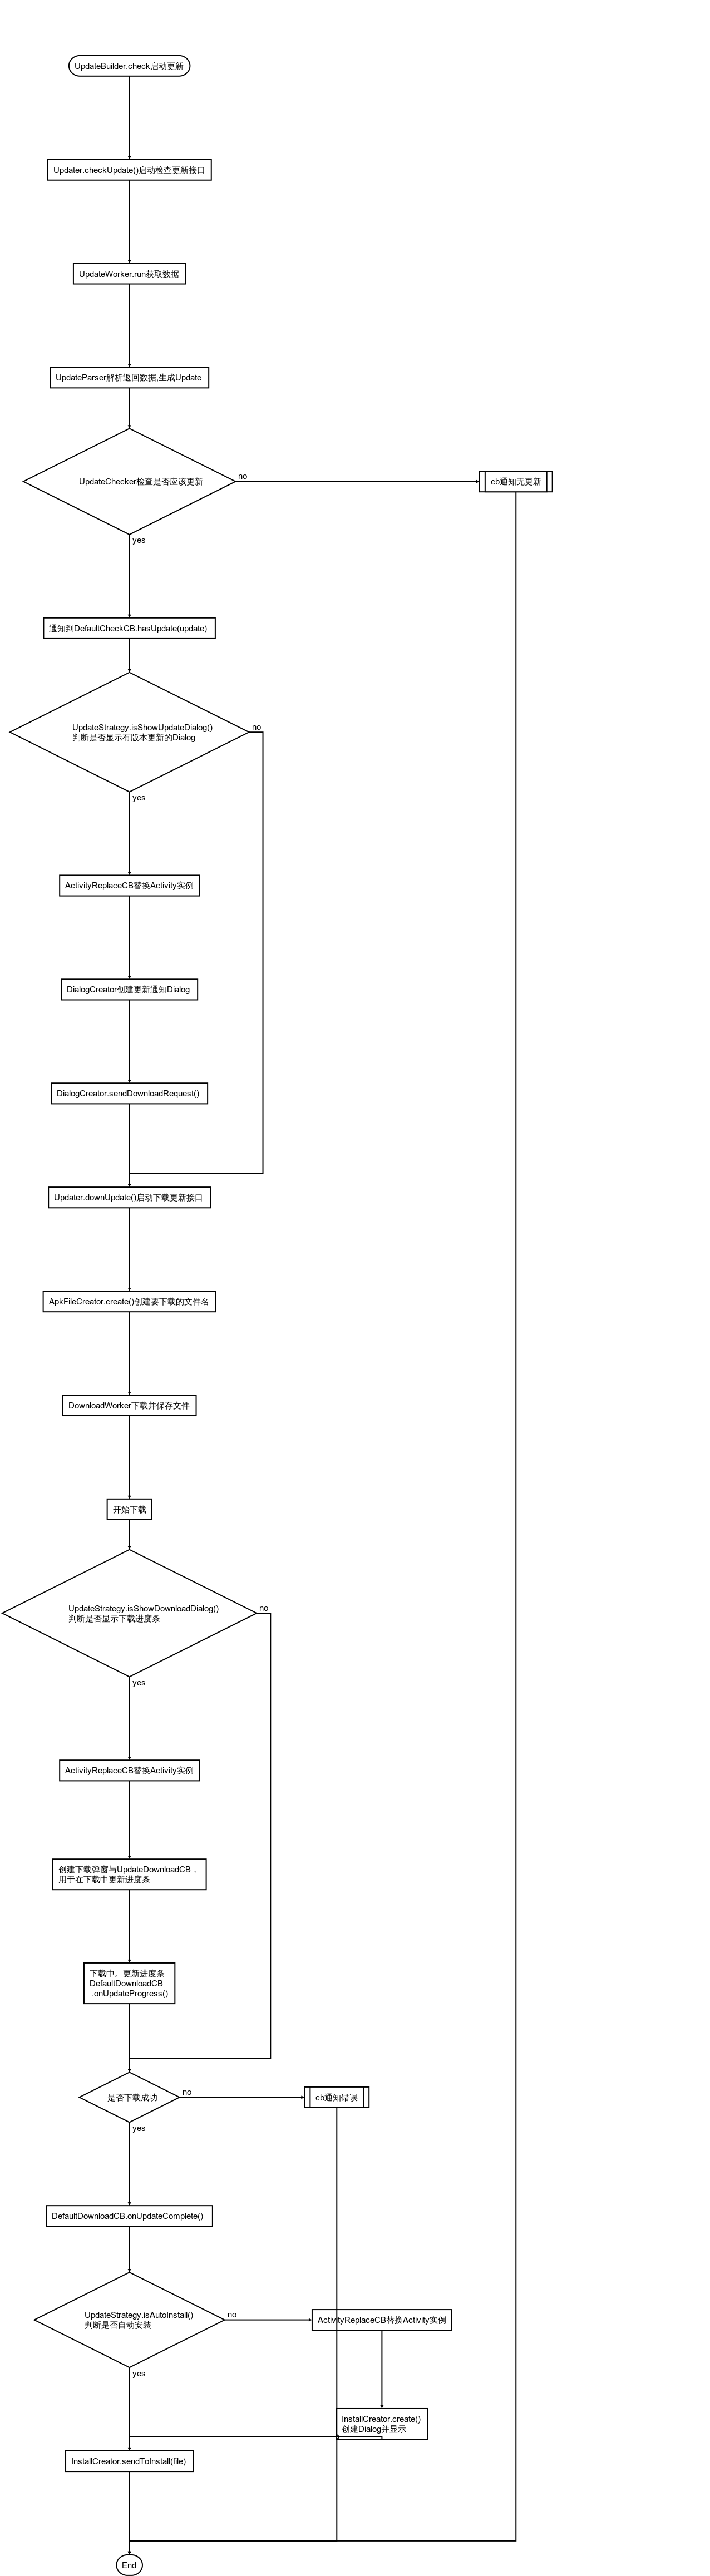 UpdateBuilder.check启动更新
Updater.checkUpdate()启动检查更新接口
UpdateWorker.run获取数据
UpdateParser解析返回数据,生成Update
UpdateChecker检查是否应该更新
no
cb通知无更新
yes
通知到DefaultCheckCB.hasUpdate(update)
UpdateStrategy.isShowUpdateDialog()
判断是否显示有版本更新的Dialog
no
yes
ActivityReplaceCB替换Activity实例
DialogCreator创建更新通知Dialog
DialogCreator.sendDownloadRequest()
Updater.downUpdate()启动下载更新接口
ApkFileCreator.create()创建要下载的文件名
DownloadWorker下载并保存文件
开始下载
UpdateStrategy.isShowDownloadDialog()
判断是否显示下载进度条
no
yes
ActivityReplaceCB替换Activity实例
创建下载弹窗与UpdateDownloadCB，
用于在下载中更新进度条
下载中。更新进度条
DefaultDownloadCB
.onUpdateProgress()
是否下载成功
no
cb通知错误
yes
DefaultDownloadCB.onUpdateComplete()
UpdateStrategy.isAutoInstall()
判断是否自动安装
no
ActivityReplaceCB替换Activity实例
yes
InstallCreator.create()
创建Dialog并显示
InstallCreator.sendToInstall(file)
End